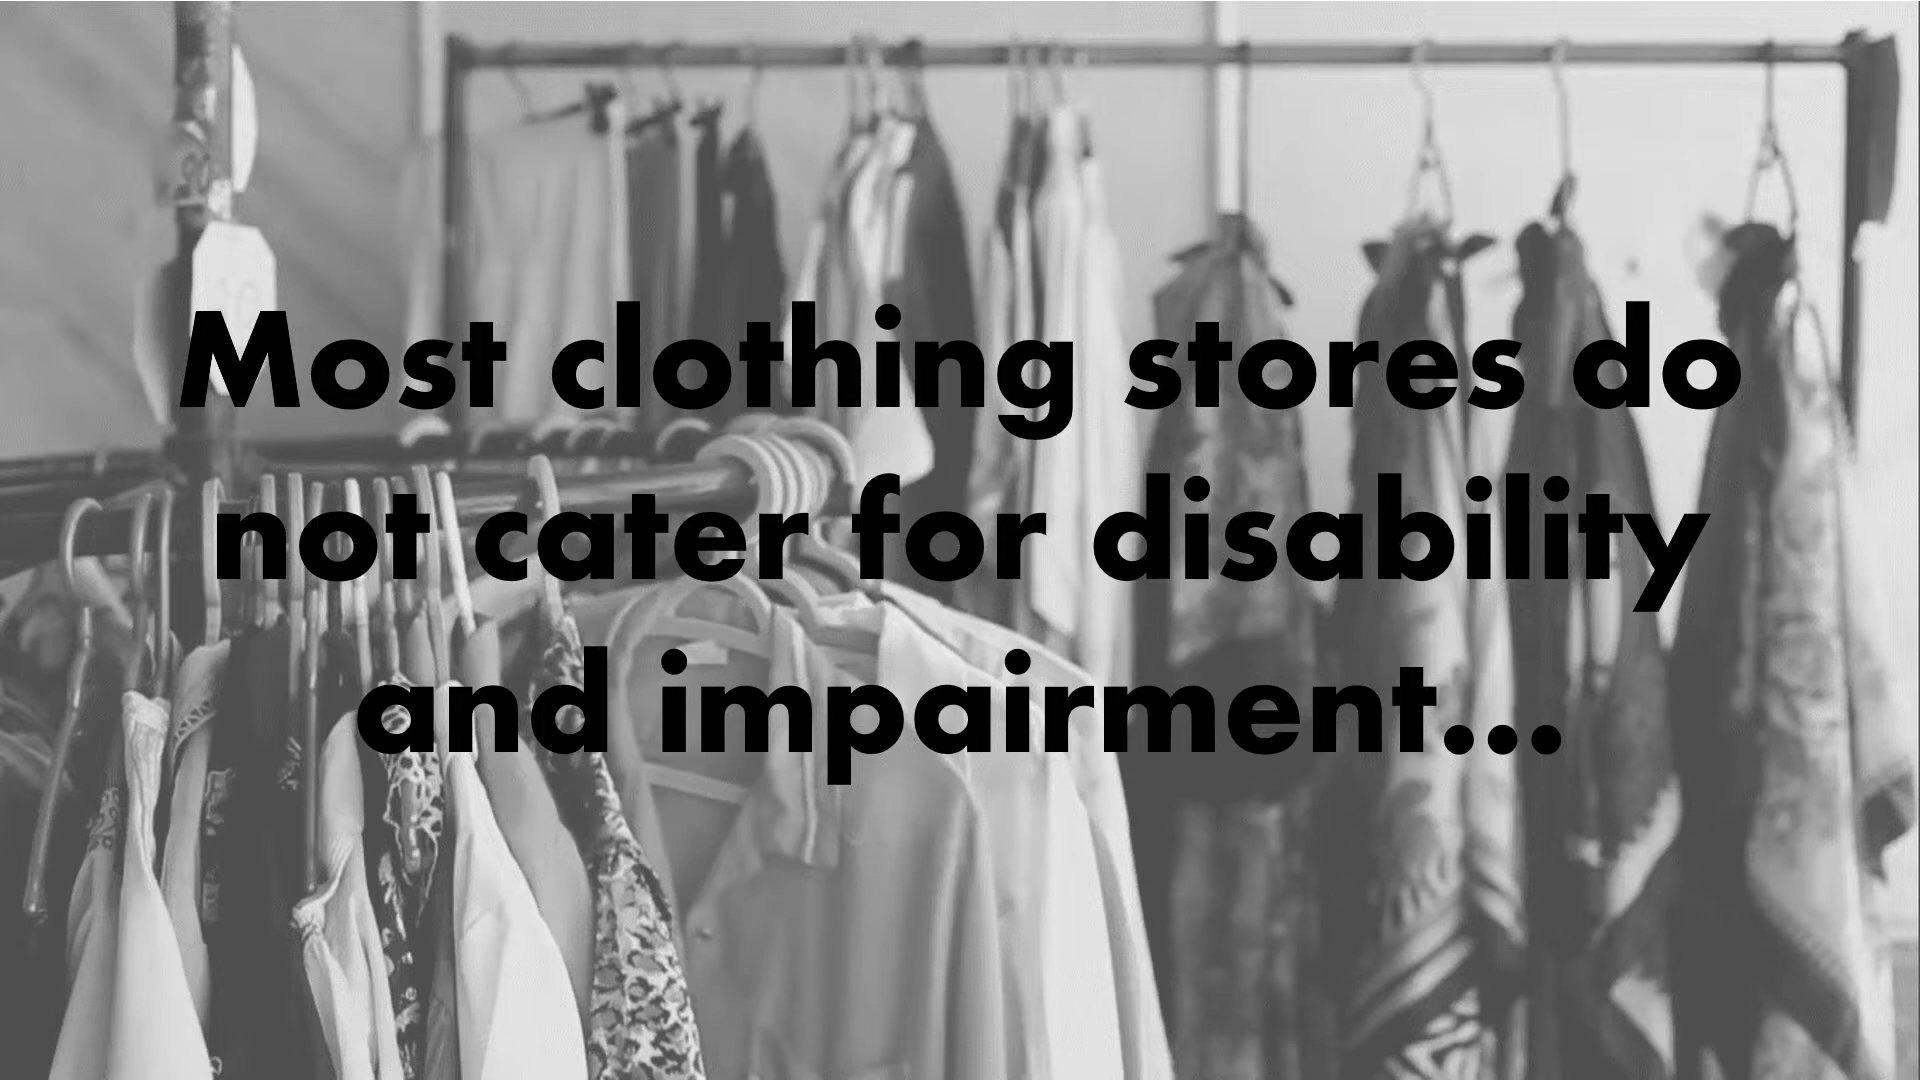 Most clothing stores do
not cater for disability
and impairment...